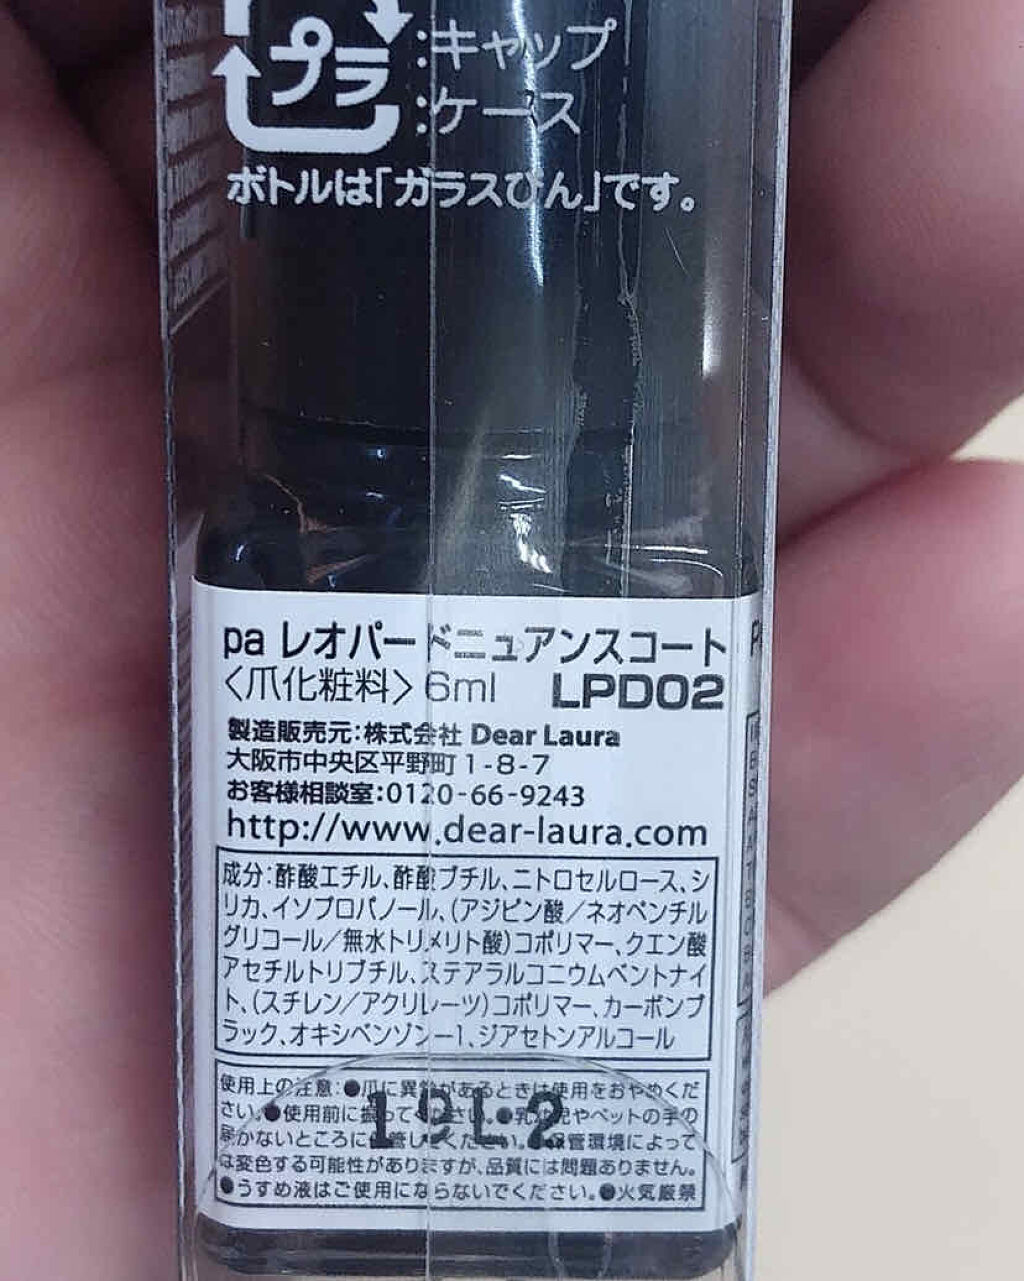 プラ
:キャップ
:ケース
ボトルは「ガラスびん」です。
pa レオパードニュアンスコート
〈爪化粧料〉6ml LPD02
製造販売元:株式会社 Dear Laura
大阪市中央区平野町1-8-7
お客様相談室:0120-66-9243
http://www.dear-laura.com
成分:酢酸エチル、酢酸ブチル、ニトロセルロース、シ
リカ、イソプロパノール、(アジピン酸/ネオペンチル
グリコール/無水トリメリト酸)コポリマー、クエン酸
アセチルトリブチル、ステアラルコニウムベントナイ
ト、(スチレン/アクリレーツ)コポリマー、カーボンブ
ラック、オキシベンゾン-1、ジアセトンアルコール
使用上の注意:●爪に異常があるときは使用をおやめくだ
さい。●使用前に振ってください。●乳幼児やペットの手の
届かないところに保管してください。●保管環境によって
は変色する可能性がありますが、品質には問題ありません。
●うすめ液はご使用にならないでください。●火気厳禁
19L2